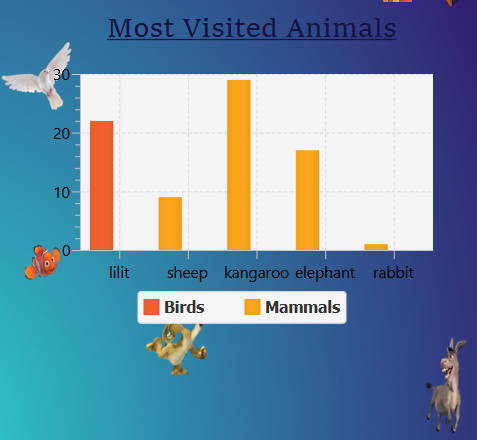 Most Visited Animals
30
20
10
0
lilit sheep kangaroo elephant rabbit
Birds Mammals